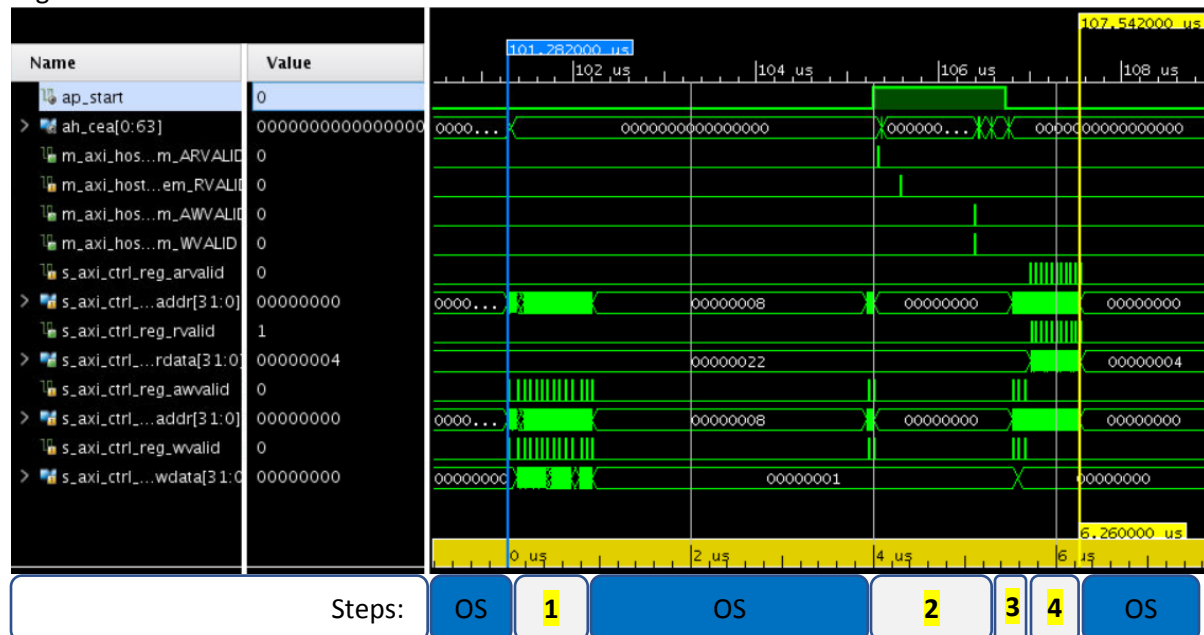 107.542000 us
101.282000 us
Name Value
102 us 104 us 106 us 108 us
ap_start 0
ah_cea[0:63] 0000000000000000 0000... 0000000000000000 000000... 0000000000000000
m_axi_hos...m_ARVALID 0
m_axi_host...em_RVALI 0
m_axi_hos...m_AWVALI 0
m_axi_hos...m_WVALID 0
s_axi_ctrl_reg_arvalid 0
s_axi_ctrl_...addr[31:0] 00000000 0000... 00000008 00000000 00000000
s_axi_ctrl_reg_rvalid 1
s_axi_ctrl_...rdata[31:0] 00000004 00000022 00000004
s_axi_ctrl_reg_awvalid 0
s_axi_ctrl_...addr[31:0] 00000000 0000... 00000008 00000000 00000000
s_axi_ctrl_reg_wvalid 0
s_axi_ctrl_...wdata[31:0 00000000 00000000 00000001 00000000
6.260000 us
0 us 2 us 4 us 6 us
Steps: OS 1 OS 2 3 4 OS